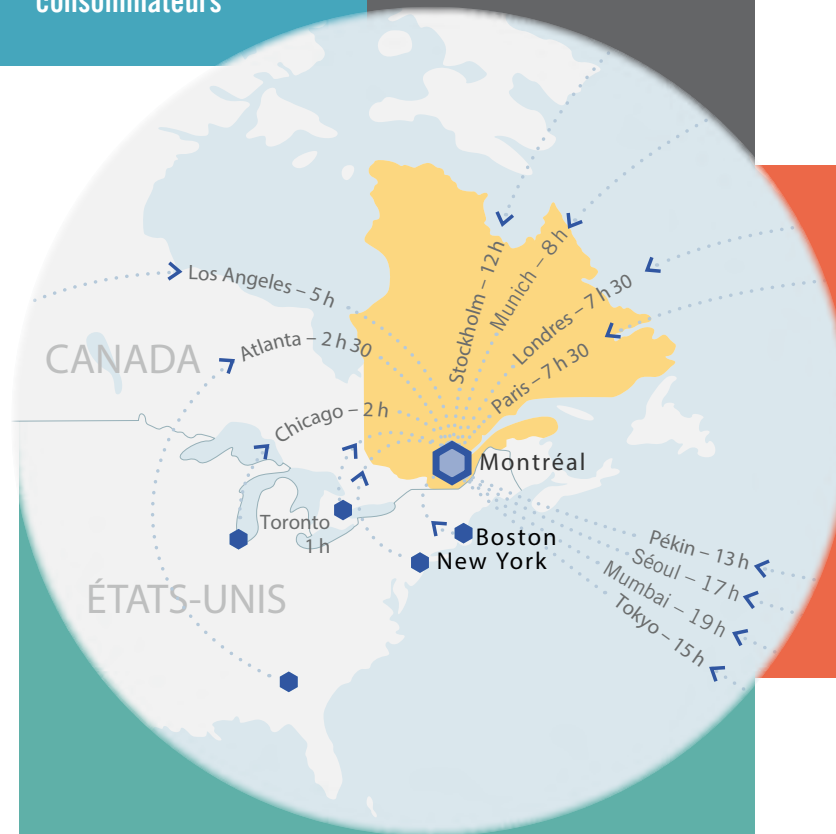 consommateurs
Stockholm – 12 h
Munich – 8 h
Los Angeles – 5 h
Londres – 7 h 30
CANADA
Atlanta – 2 h 30
Paris – 7 h 30
Chicago – 2 h
Montréal
Toronto
1 h
Boston
New York
Pékin – 13 h
Séoul – 17 h
Mumbai – 19 h
Tokyo – 15 h
ÉTATS-UNIS